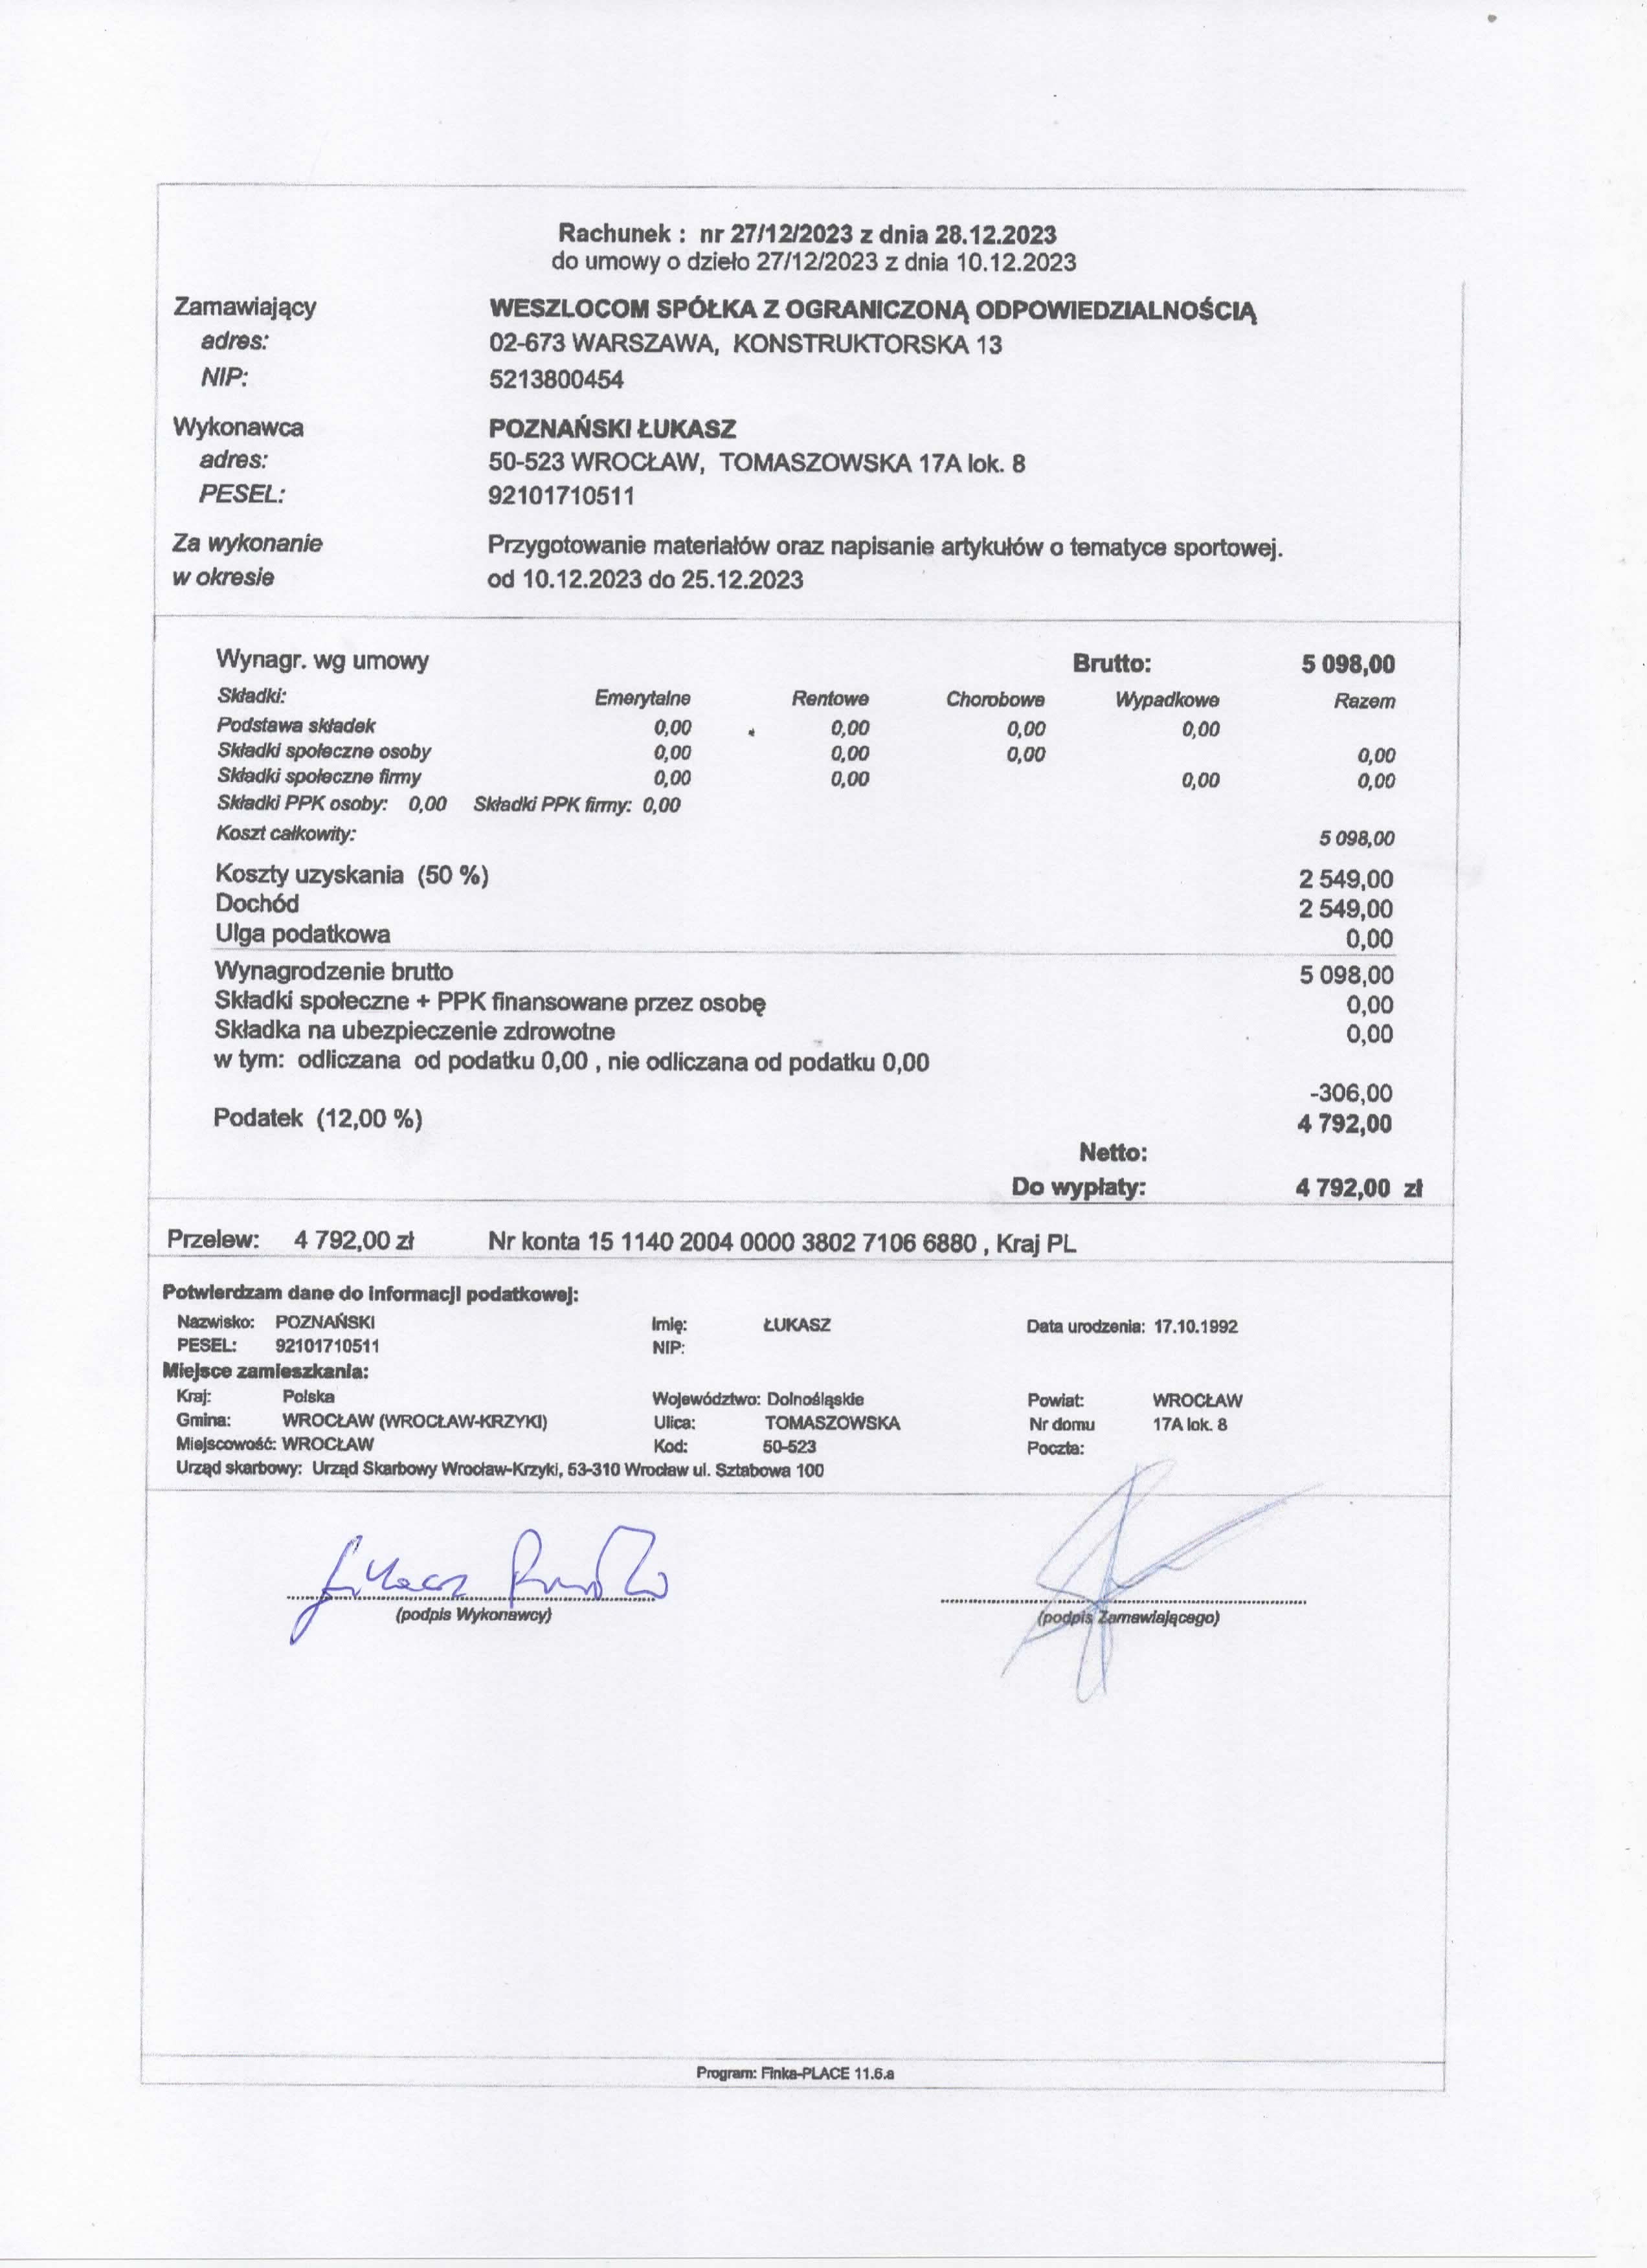 Rachunek : nr 27/12/2023 z dnia 28.12.2023
do umowy o dzieło 27/12/2023 z dnia 10.12.2023
Zamawiający WESZLOCOM SPÓŁKA Z OGRANICZONĄ ODPOWIEDZIALNOŚCIĄ
adres: 02-673 WARSZAWA, KONSTRUKTORSKA 13
NIP: 5213800454
Wykonawca POZNAŃSKI ŁUKASZ
adres: 50-523 WROCŁAW, TOMASZOWSKA 17A lok. 8
PESEL: 92101710511
Za wykonanie Przygotowanie materiałów oraz napisanie artykułów o tematyce sportowej.
w okresie od 10.12.2023 do 25.12.2023
Wynagr. wg umowy Brutto: 5 098,00
Składki: Emerytalne Rentowe Chorobowe Wypadkowe Razem
Podstawa składek 0,00 0,00 0,00 0,00
Składki społeczne osoby 0,00 0,00 0,00 0,00
Składki społeczne firmy 0,00 0,00 0,00 0,00
Składki PPK osoby: 0,00 Składki PPK firmy: 0,00
Koszt całkowity: 5 098,00
Koszty uzyskania (50 %) 2 549,00
Dochód 2 549,00
Ulga podatkowa 0,00
Wynagrodzenie brutto 5 098,00
Składki społeczne + PPK finansowane przez osobę 0,00
Składka na ubezpieczenie zdrowotne 0,00
w tym: odliczana od podatku 0,00 , nie odliczana od podatku 0,00
-306,00
Podatek (12,00 %) 4 792,00
Netto:
Do wypłaty: 4 792,00 zł
Przelew: 4 792,00 zł Nr konta 15 1140 2004 0000 3802 7106 6880 , Kraj PL
Potwierdzam dane do informacji podatkowej:
Nazwisko: POZNAŃSKI Imię: ŁUKASZ Data urodzenia: 17.10.1992
PESEL: 92101710511 NIP:
Miejsce zamieszkania:
Kraj: Polska Województwo: Dolnośląskie Powiat: WROCŁAW
Gmina: WROCŁAW (WROCŁAW-KRZYKI) Ulica: TOMASZOWSKA Nr domu 17A lok. 8
Miejscowość: WROCŁAW Kod: 50-523 Poczta:
Urząd skarbowy: Urząd Skarbowy Wrocław-Krzyki, 53-310 Wrocław ul. Sztabowa 100
(podpis Wykonawcy) (podpis Zamawiającego)
Program: Finka-PLACE 11.6.a